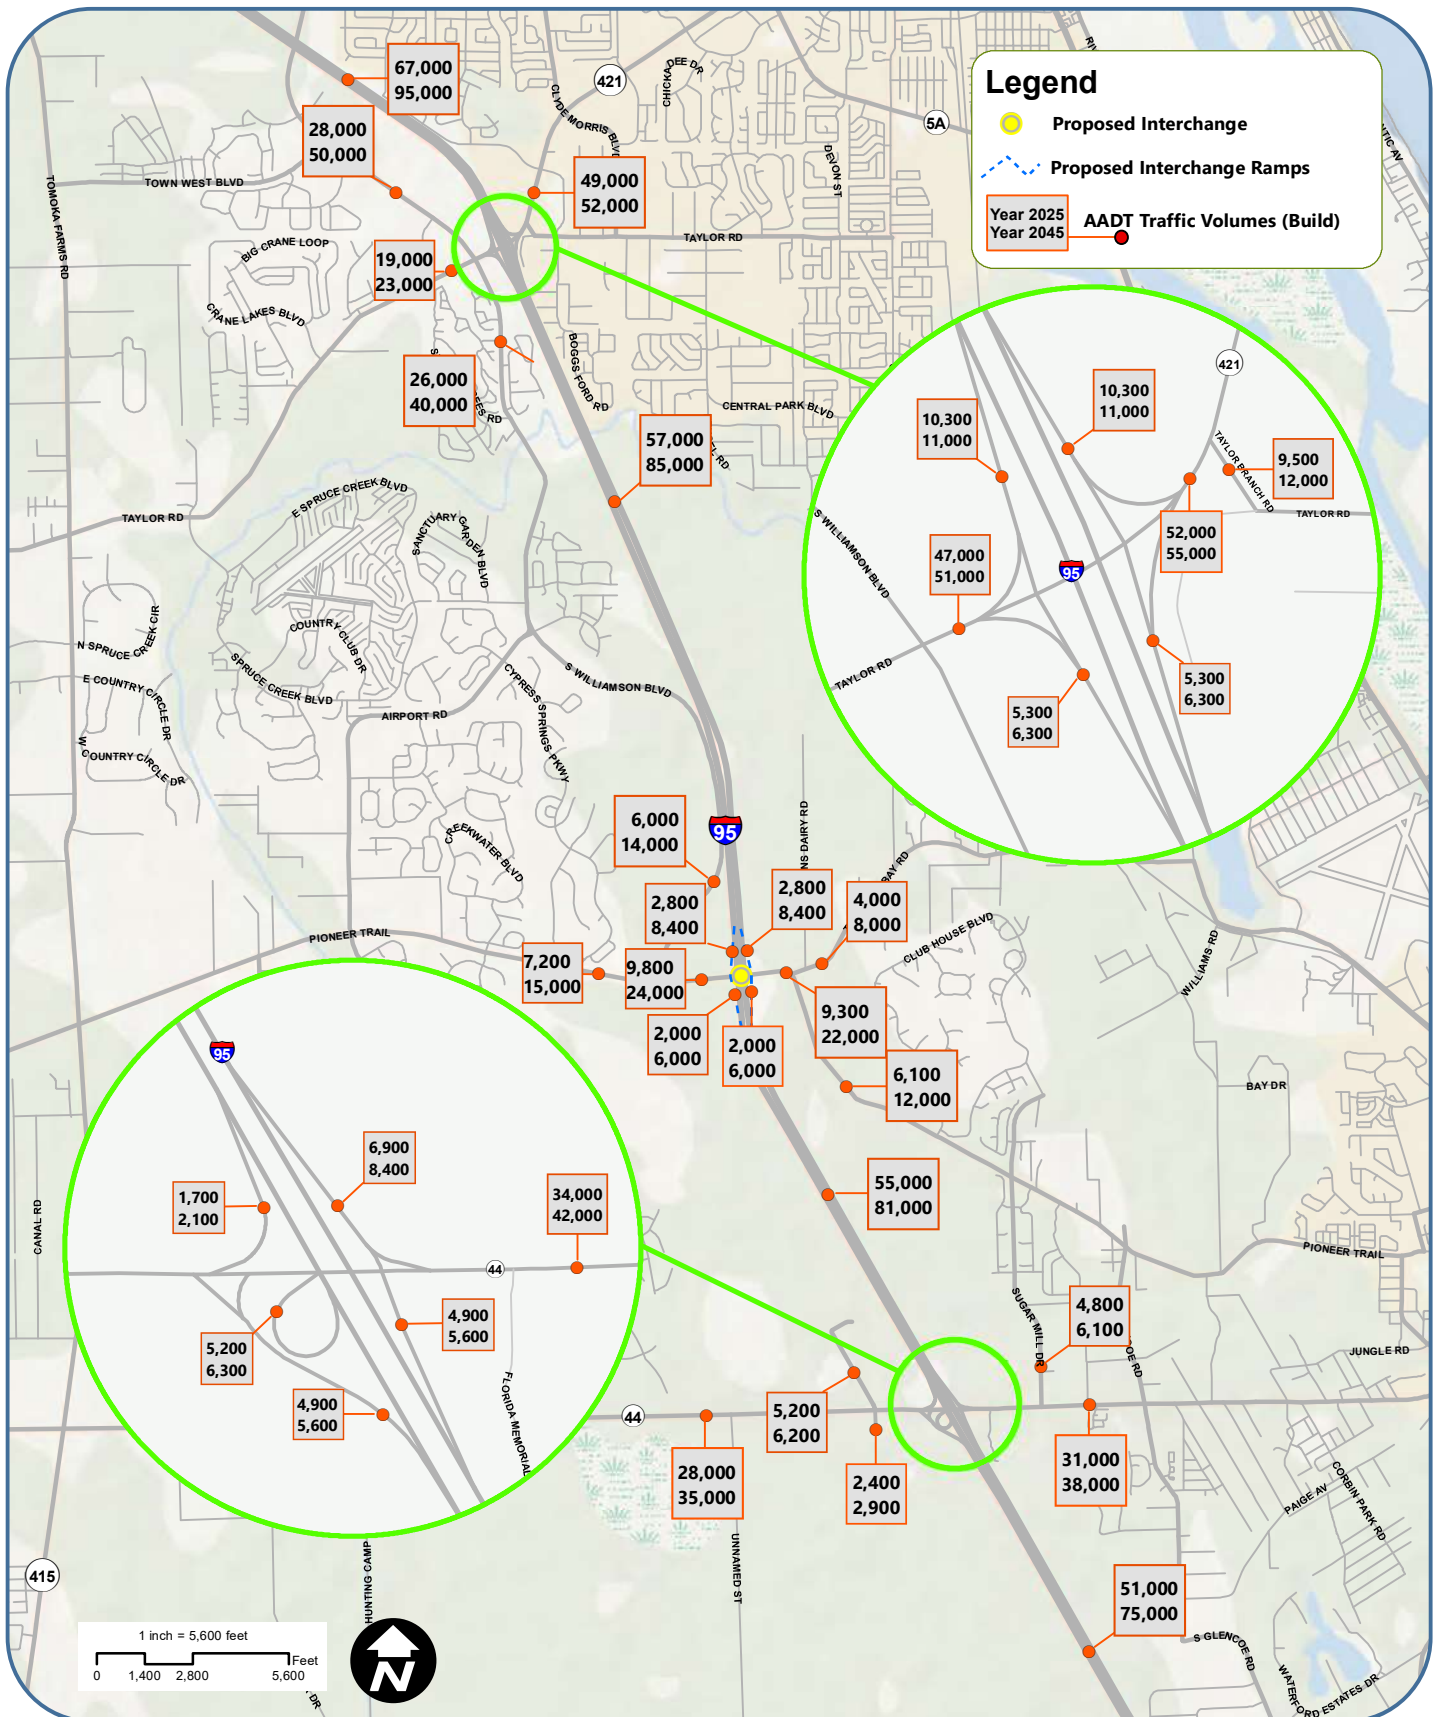 Legend
Proposed Interchange
Proposed Interchange Ramps
Year 2025
Year 2045
AADT Traffic Volumes (Build)
67,000
95,000
28,000
50,000
421
CHICKADEE DR
CLYDE MORRIS BLVD
5A
DEVON ST
TOWN WEST BLVD
TOMOKA FARMS RD
49,000
52,000
TAYLOR RD
BIG CRANE LOOP
19,000
23,000
CRANE LAKES BLVD
26,000
40,000
BOGGS FORD RD
CENTRAL PARK BLVD
57,000
85,000
421
10,300
11,000
10,300
11,000
TAYLOR BRANCH RD
9,500
12,000
TAYLOR RD
52,000
55,000
S WILLIAMSON BLVD
47,000
51,000
95
TAYLOR RD
5,300
6,300
5,300
6,300
E SPRUCE CREEK BLVD
TAYLOR RD
SANCTUARY GARDEN BLVD
COUNTRY CLUB DR
N SPRUCE CREEK CIR
SPRUCE CREEK BLVD
E COUNTRY CIRCLE DR
W COUNTRY CIRCLE DR
AIRPORT RD
S WILLIAMSON BLVD
CYPRESS SPRINGS PKWY
CREEKWATER BLVD
6,000
14,000
95
2,800
8,400
2,800
8,400
4,000
8,000
BAY RD
CLUB HOUSE BLVD
WILLIAMS RD
PIONEER TRAIL
7,200
15,000
9,800
24,000
2,000
6,000
2,000
6,000
9,300
22,000
6,100
12,000
BAY DR
95
6,900
8,400
1,700
2,100
34,000
42,000
44
4,900
5,600
5,200
6,300
4,900
5,600
FLORIDA MEMORIAL
CANAL RD
55,000
81,000
PIONEER TRAIL
SUGAR MILL DR
4,800
6,100
JUNGLE RD
44
5,200
6,200
28,000
35,000
2,400
2,900
31,000
38,000
PAIGE AV
CORBIN PARK RD
UNNAMED ST
HUNTING CAMP
415
51,000
75,000
S GLENCOE RD
WATERFORD ESTATES DR
1 inch = 5,600 feet
Feet
0 1,400 2,800 5,600
N